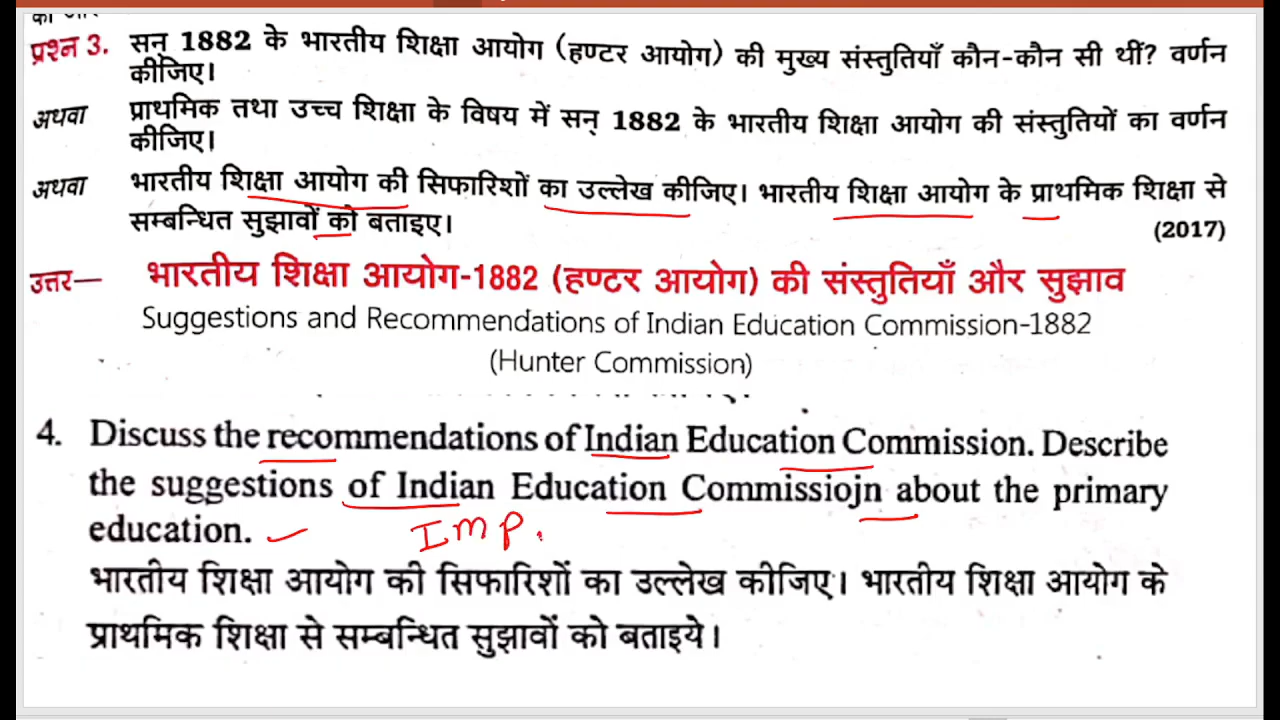 प्रश्न 3. सन् 1882 के भारतीय शिक्षा आयोग (हण्टर आयोग) की मुख्य संस्तुतियाँ कौन-कौन सी थीं? वर्णन
कीजिए।
अथवा प्राथमिक तथा उच्च शिक्षा के विषय में सन् 1882 के भारतीय शिक्षा आयोग की संस्तुतियों का वर्णन
कीजिए।
अथवा भारतीय शिक्षा आयोग की सिफारिशों का उल्लेख कीजिए। भारतीय शिक्षा आयोग के प्राथमिक शिक्षा से
सम्बन्धित सुझावों को बताइए। (2017)
उत्तर— भारतीय शिक्षा आयोग-1882 (हण्टर आयोग) की संस्तुतियाँ और सुझाव
Suggestions and Recommendations of Indian Education Commission-1882
(Hunter Commission)
4. Discuss the recommendations of Indian Education Commission. Describe
the suggestions of Indian Education Commissiojn about the primary
education. Imp.
भारतीय शिक्षा आयोग की सिफारिशों का उल्लेख कीजिए। भारतीय शिक्षा आयोग के
प्राथमिक शिक्षा से सम्बन्धित सुझावों को बताइये।